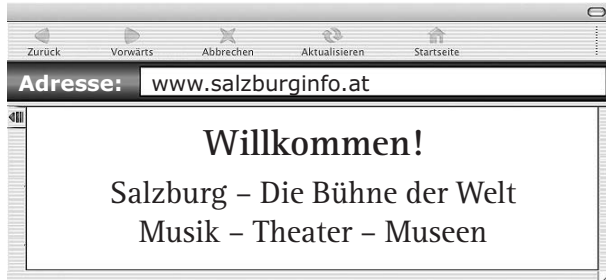 Zurück Vorwärts Abbrechen Aktualisieren Startseite
Adresse: www.salzburginfo.at
Willkommen!
Salzburg – Die Bühne der Welt
Musik – Theater – Museen